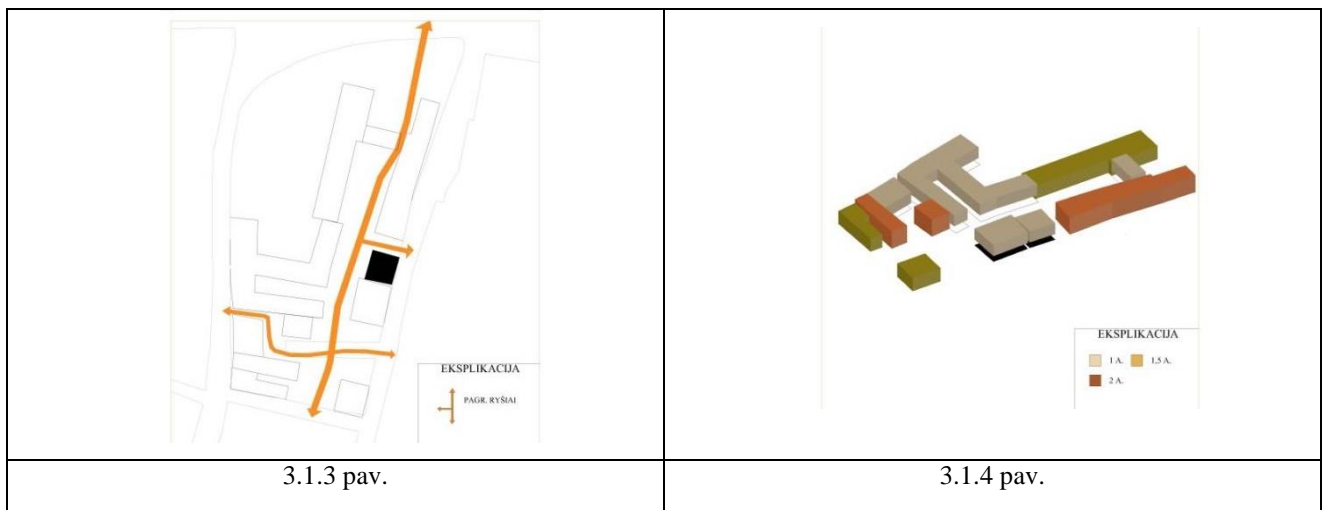 EKSPLIKACIJA
PAGR. RYŠIAI
EKSPLIKACIJA
1 A. 1,5 A.
2 A.
3.1.3 pav. 3.1.4 pav.